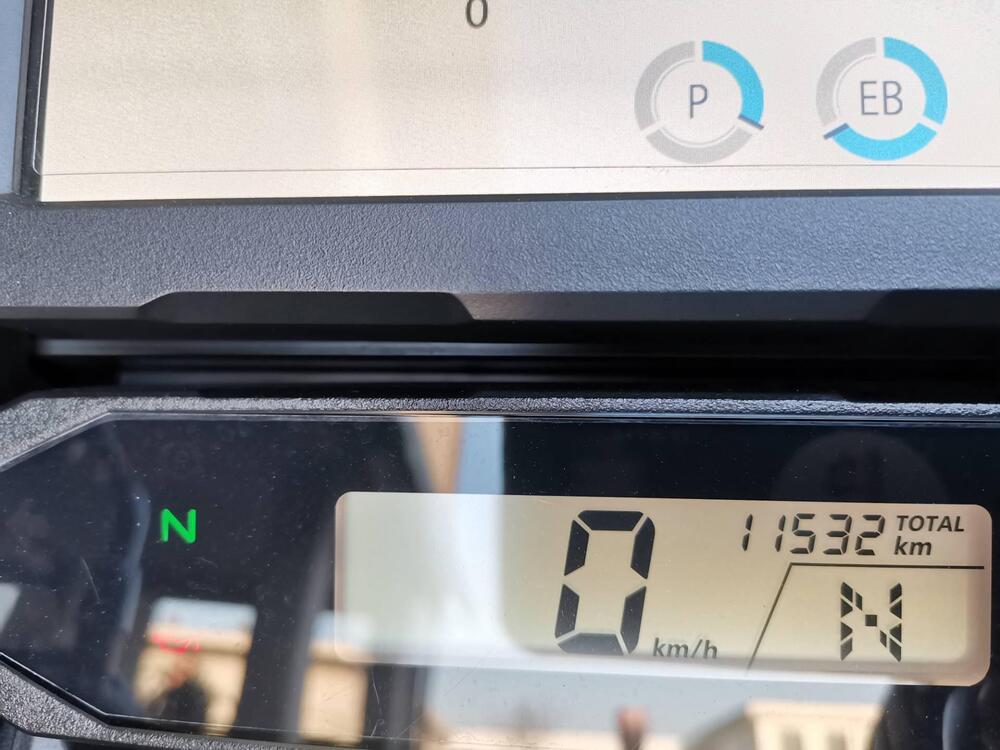 0
P EB
N
0 km/h
11532 TOTAL km
N